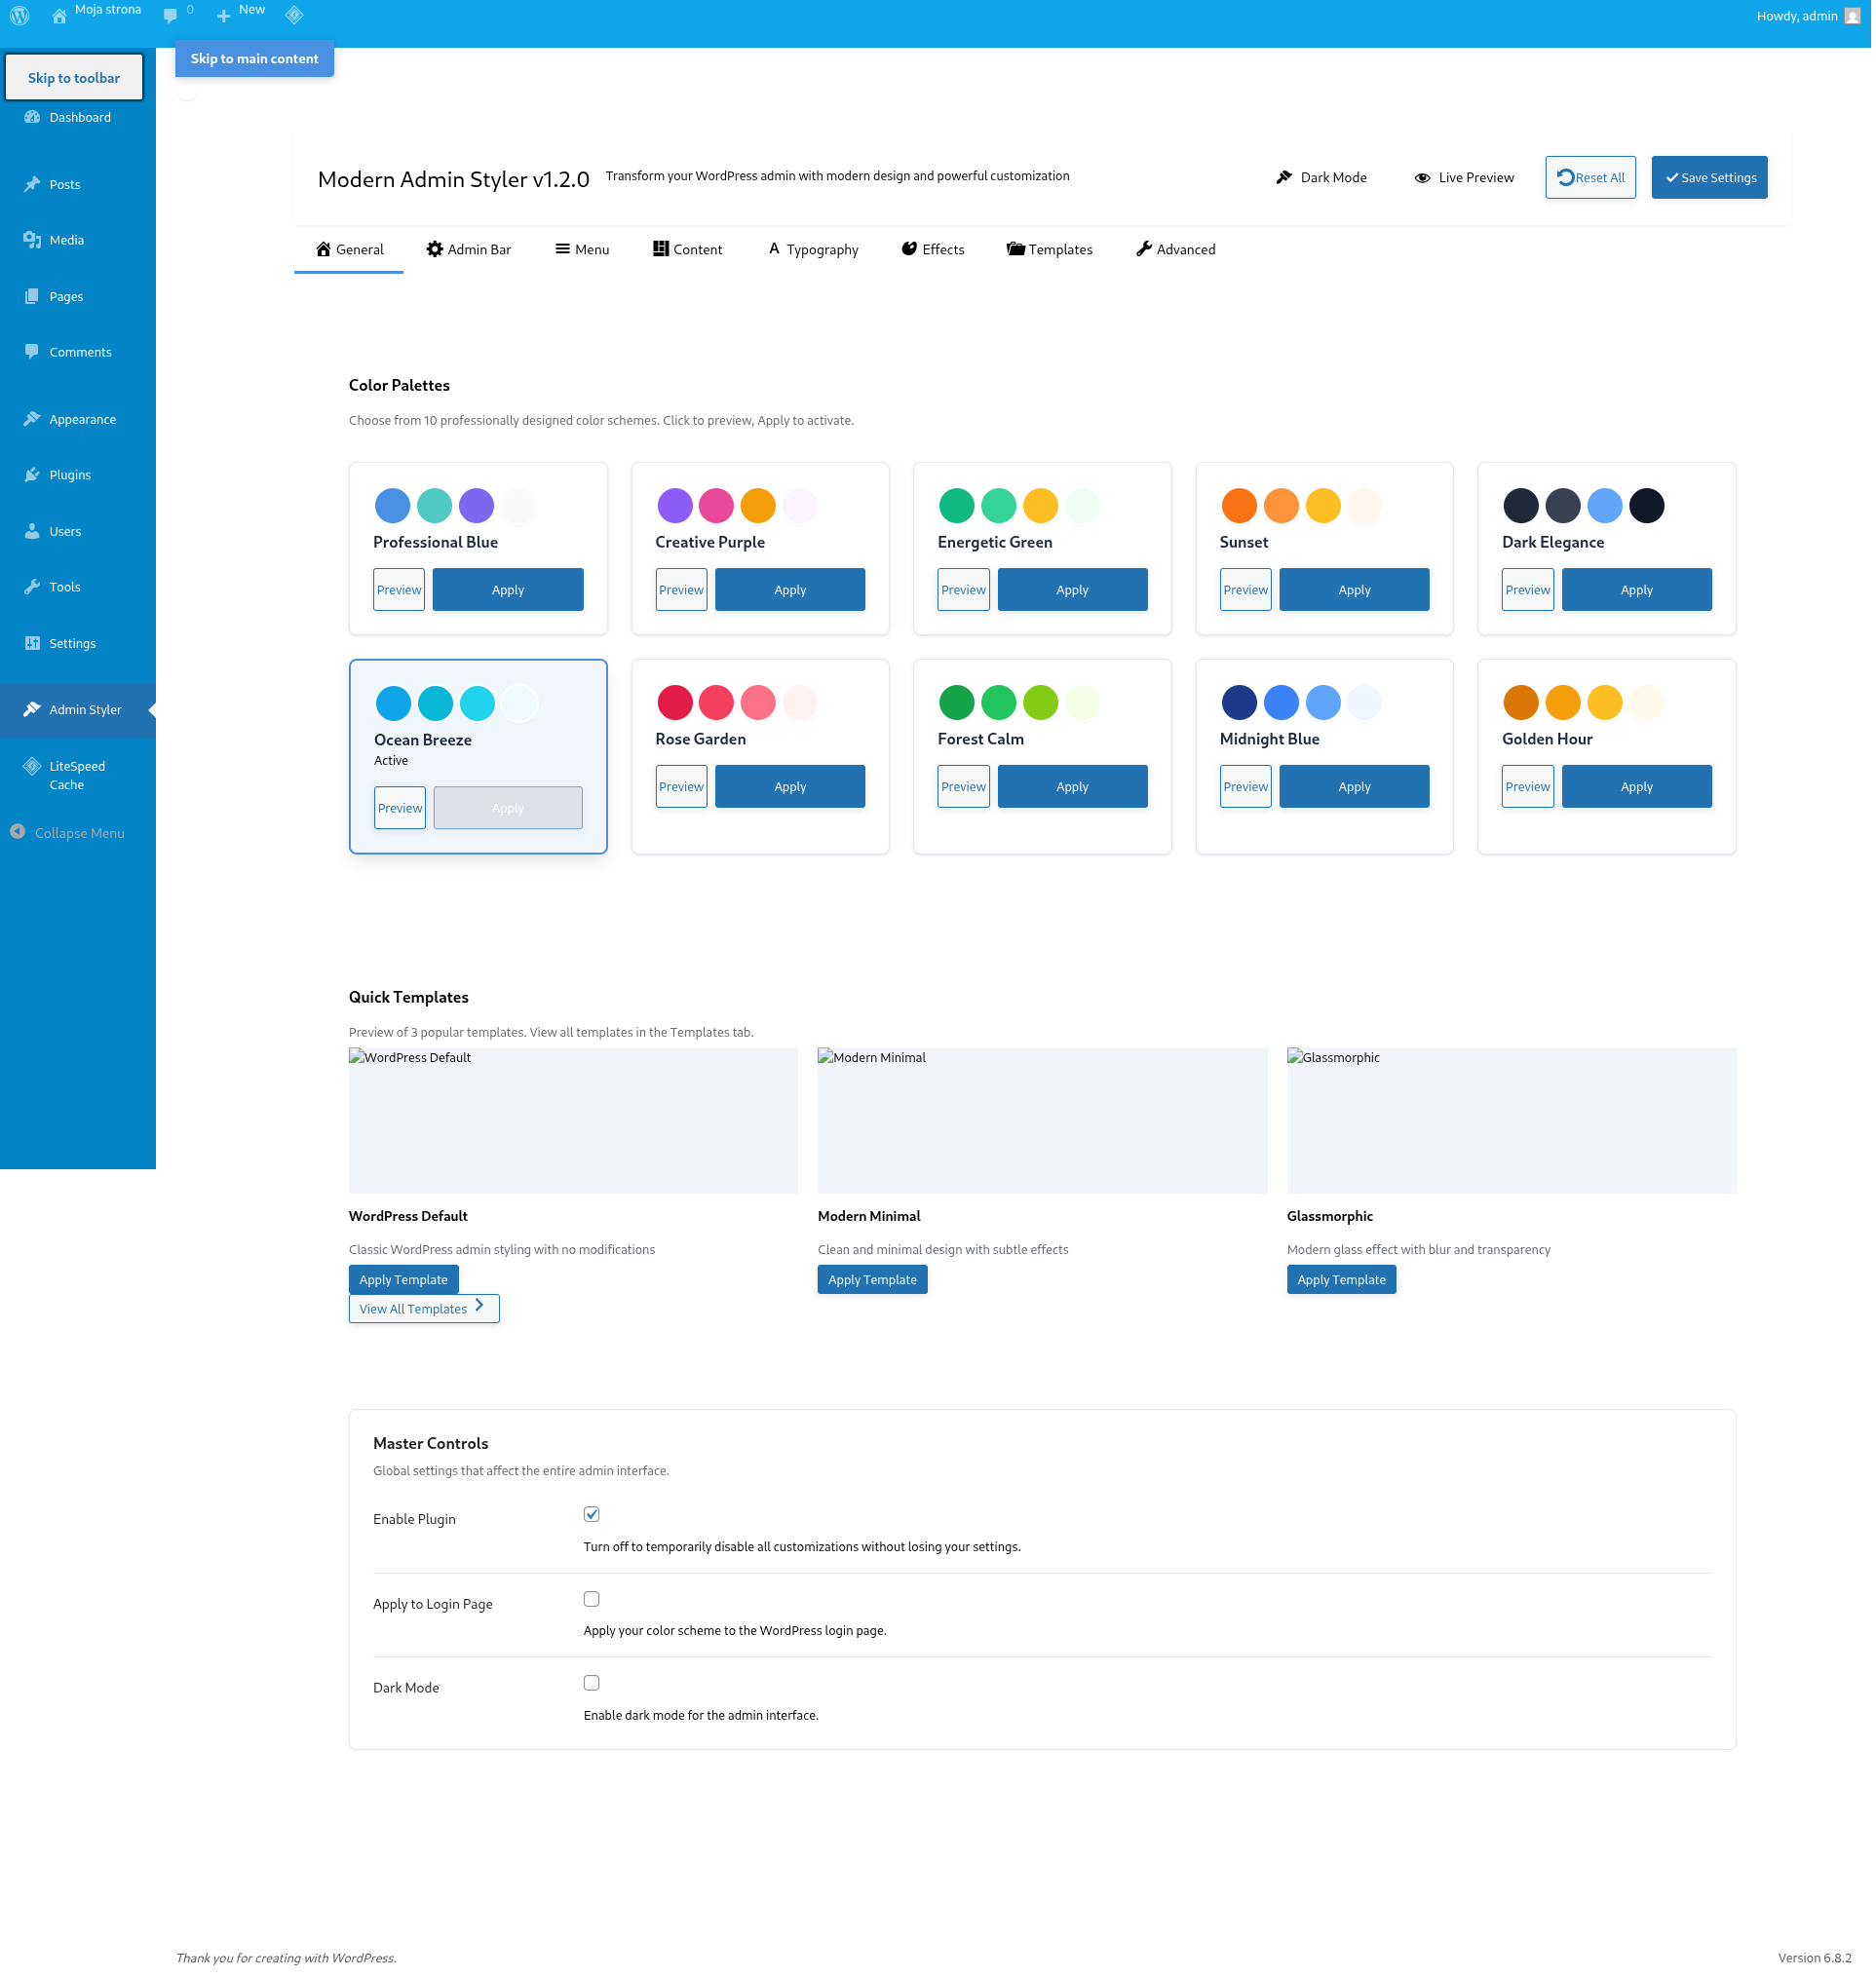 Moja strona
0
New
Howdy, admin
Skip to main content
Skip to toolbar
Dashboard
Posts
Media
Pages
Comments
Appearance
Plugins
Users
Tools
Settings
Admin Styler
LiteSpeed
Cache
Collapse Menu
Modern Admin Styler v1.2.0
Transform your WordPress admin with modern design and powerful customization
Dark Mode
Live Preview
Reset All
Save Settings
General
Admin Bar
Menu
Content
Typography
Effects
Templates
Advanced
Color Palettes
Choose from 10 professionally designed color schemes. Click to preview, Apply to activate.
Professional Blue
Preview
Apply
Creative Purple
Preview
Apply
Energetic Green
Preview
Apply
Sunset
Preview
Apply
Dark Elegance
Preview
Apply
Ocean Breeze
Active
Preview
Apply
Rose Garden
Preview
Apply
Forest Calm
Preview
Apply
Midnight Blue
Preview
Apply
Golden Hour
Preview
Apply
Quick Templates
Preview of 3 popular templates. View all templates in the Templates tab.
WordPress Default
WordPress Default
Classic WordPress admin styling with no modifications
Apply Template
Modern Minimal
Modern Minimal
Clean and minimal design with subtle effects
Apply Template
Glassmorphic
Glassmorphic
Modern glass effect with blur and transparency
Apply Template
View All Templates
Master Controls
Global settings that affect the entire admin interface.
Enable Plugin
Turn off to temporarily disable all customizations without losing your settings.
Apply to Login Page
Apply your color scheme to the WordPress login page.
Dark Mode
Enable dark mode for the admin interface.
Thank you for creating with WordPress.
Version 6.8.2